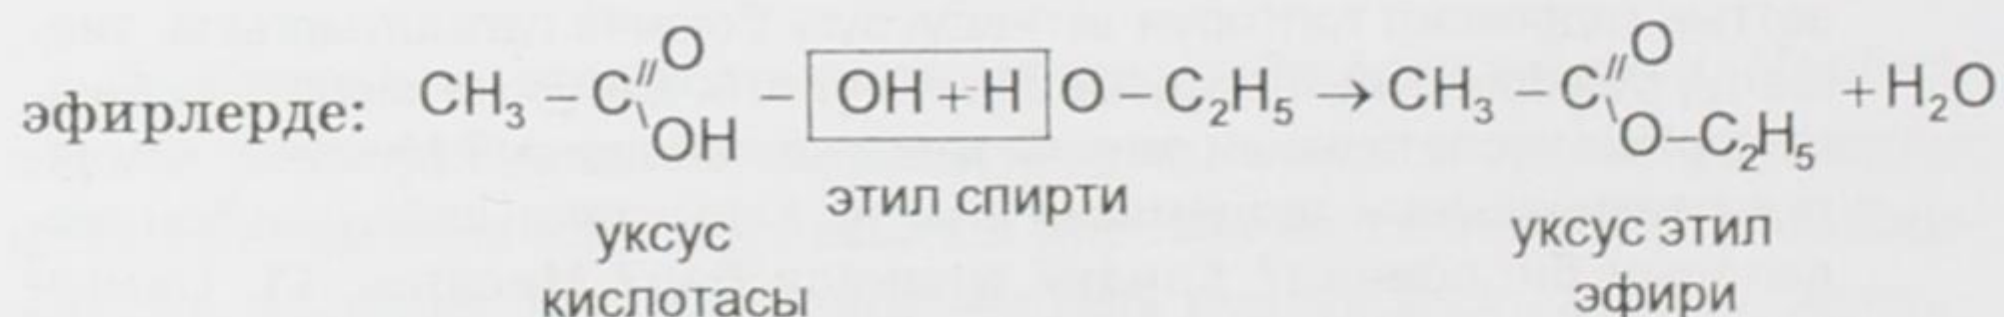 эфирлерде: CH₃ – C(//O)(\OH) – OH + H O – C₂H₅ → CH₃ – C(//O)(\O–C₂H₅) + H₂O
этил спирти
уксус кислотасы
уксус этил эфири